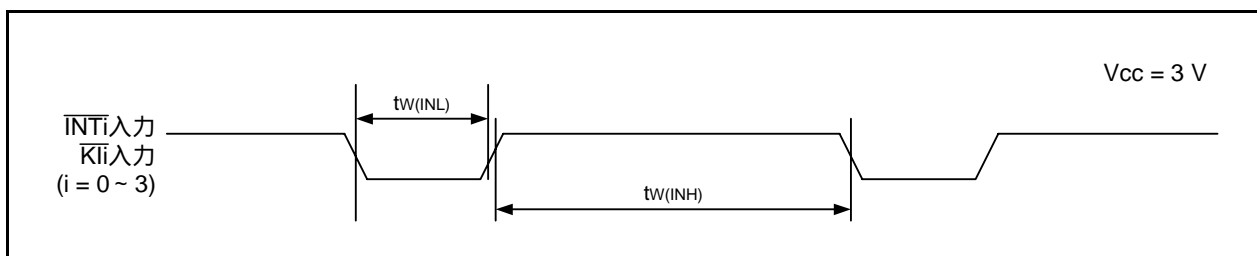 Vcc = 3 V
tW(INL)
INTi入力
KIi入力
(i = 0 ~ 3)
tW(INH)